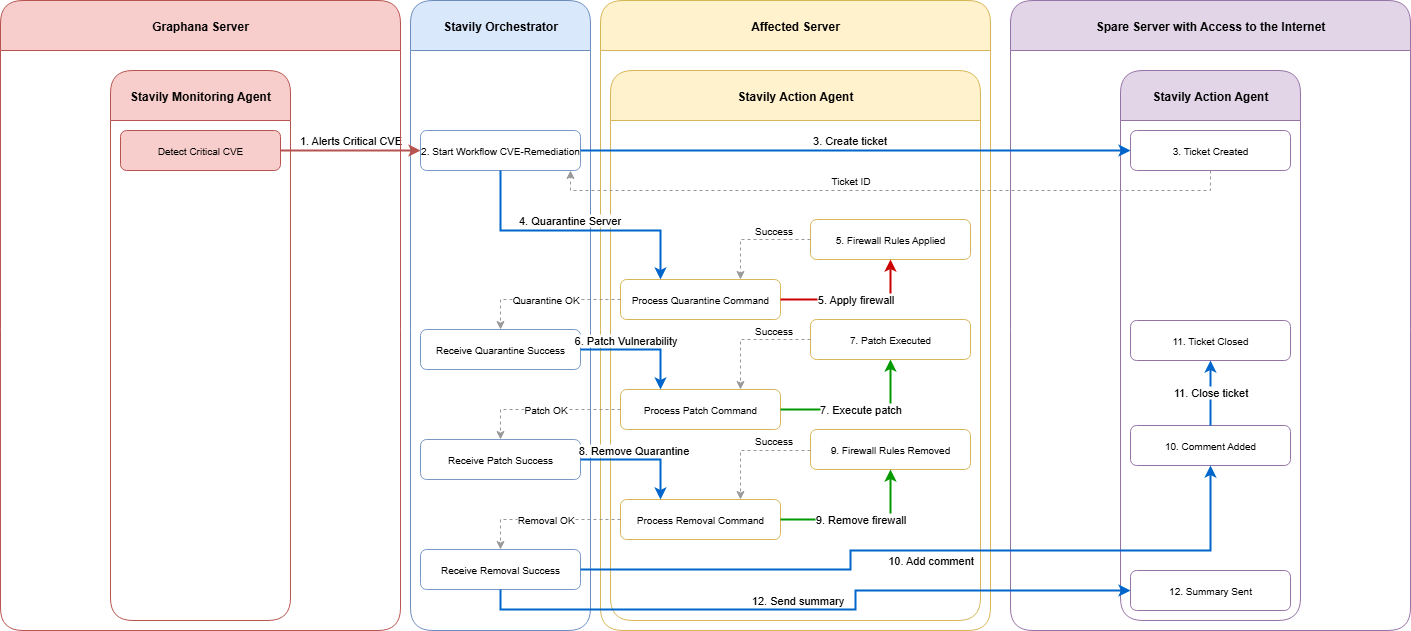 Graphana Server
Stavily Orchestrator
Affected Server
Spare Server with Access to the Internet
Stavily Monitoring Agent
Stavily Action Agent
Stavily Action Agent
Detect Critical CVE
1. Alerts Critical CVE
2. Start Workflow CVE-Remediation
3. Create ticket
3. Ticket Created
Ticket ID
4. Quarantine Server
Success
5. Firewall Rules Applied
Quarantine OK
Process Quarantine Command
5. Apply firewall
Receive Quarantine Success
6. Patch Vulnerability
Success
7. Patch Executed
11. Ticket Closed
11. Close ticket
Patch OK
Process Patch Command
7. Execute patch
Receive Patch Success
8. Remove Quarantine
Success
9. Firewall Rules Removed
10. Comment Added
Removal OK
Process Removal Command
9. Remove firewall
Receive Removal Success
10. Add comment
12. Send summary
12. Summary Sent